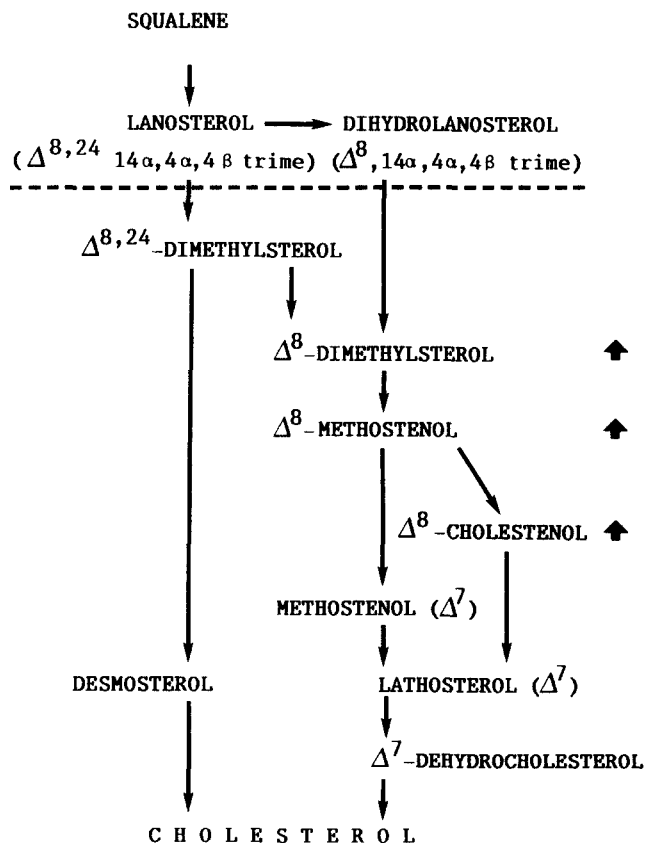 SQUALENE
LANOSTEROL DIHYDROLANOSTEROL
(Δ8,24 14α,4α,4β trime) (Δ8,14α,4α,4β trime)
Δ8,24-DIMETHYLSTEROL
Δ8-DIMETHYLSTEROL
Δ8-METHOSTENOL
Δ8-CHOLESTENOL
METHOSTENOL (Δ7)
DESMOSTEROL LATHOSTEROL (Δ7)
Δ7-DEHYDROCHOLESTEROL
C H O L E S T E R O L